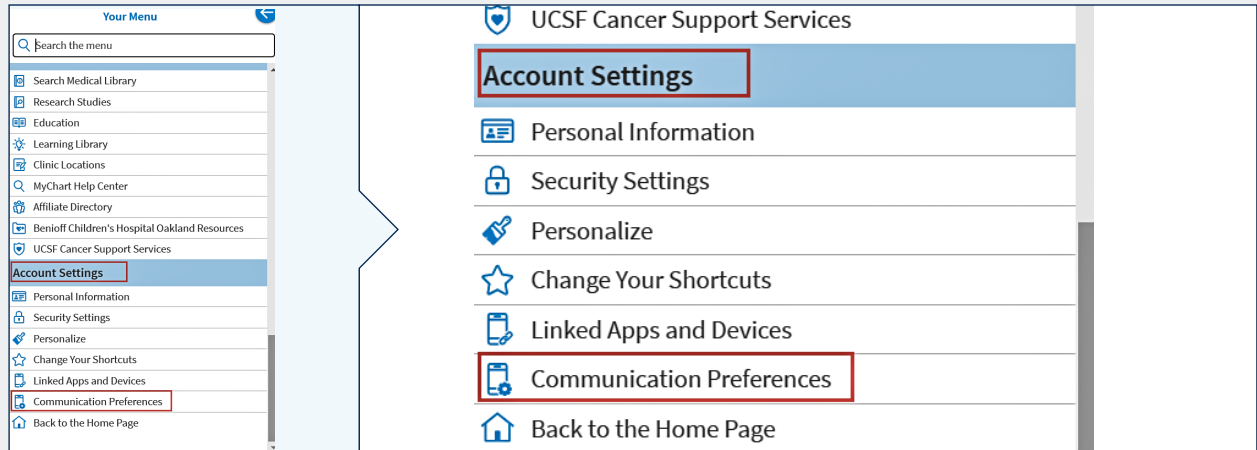 Your Menu
Search the menu
Search Medical Library
Research Studies
Education
Learning Library
Clinic Locations
MyChart Help Center
Affiliate Directory
Benioff Children's Hospital Oakland Resources
UCSF Cancer Support Services
Account Settings
Personal Information
Security Settings
Personalize
Change Your Shortcuts
Linked Apps and Devices
Communication Preferences
Back to the Home Page
UCSF Cancer Support Services
Account Settings
Personal Information
Security Settings
Personalize
Change Your Shortcuts
Linked Apps and Devices
Communication Preferences
Back to the Home Page